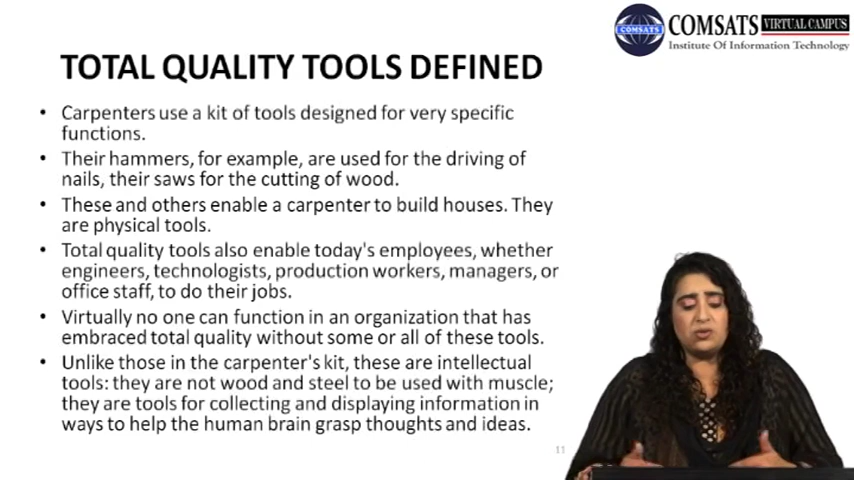 COMSATS
COMSATS VIRTUAL CAMPUS
Institute Of Information Technology
TOTAL QUALITY TOOLS DEFINED
• Carpenters use a kit of tools designed for very specific
functions.
• Their hammers, for example, are used for the driving of
nails, their saws for the cutting of wood.
• These and others enable a carpenter to build houses. They
are physical tools.
• Total quality tools also enable today's employees, whether
engineers, technologists, production workers, managers, or
office staff, to do their jobs.
• Virtually no one can function in an organization that has
embraced total quality without some or all of these tools.
• Unlike those in the carpenter's kit, these are intellectual
tools: they are not wood and steel to be used with muscle;
they are tools for collecting and displaying information in
ways to help the human brain grasp thoughts and ideas.
11